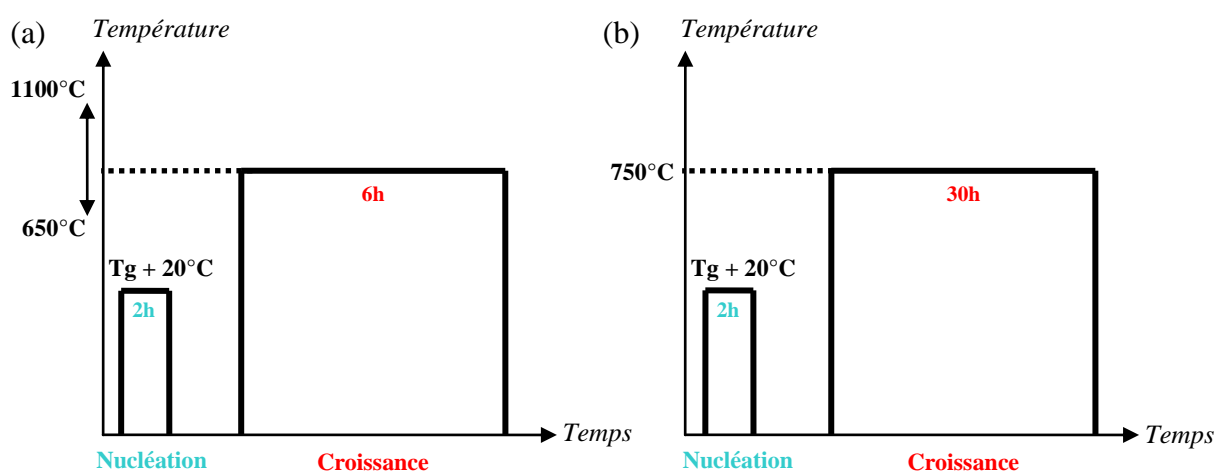 (a)
Température
1100°C
650°C
6h
Tg + 20°C
2h
Temps
Nucléation
Croissance
(b)
Température
750°C
30h
Tg + 20°C
2h
Temps
Nucléation
Croissance